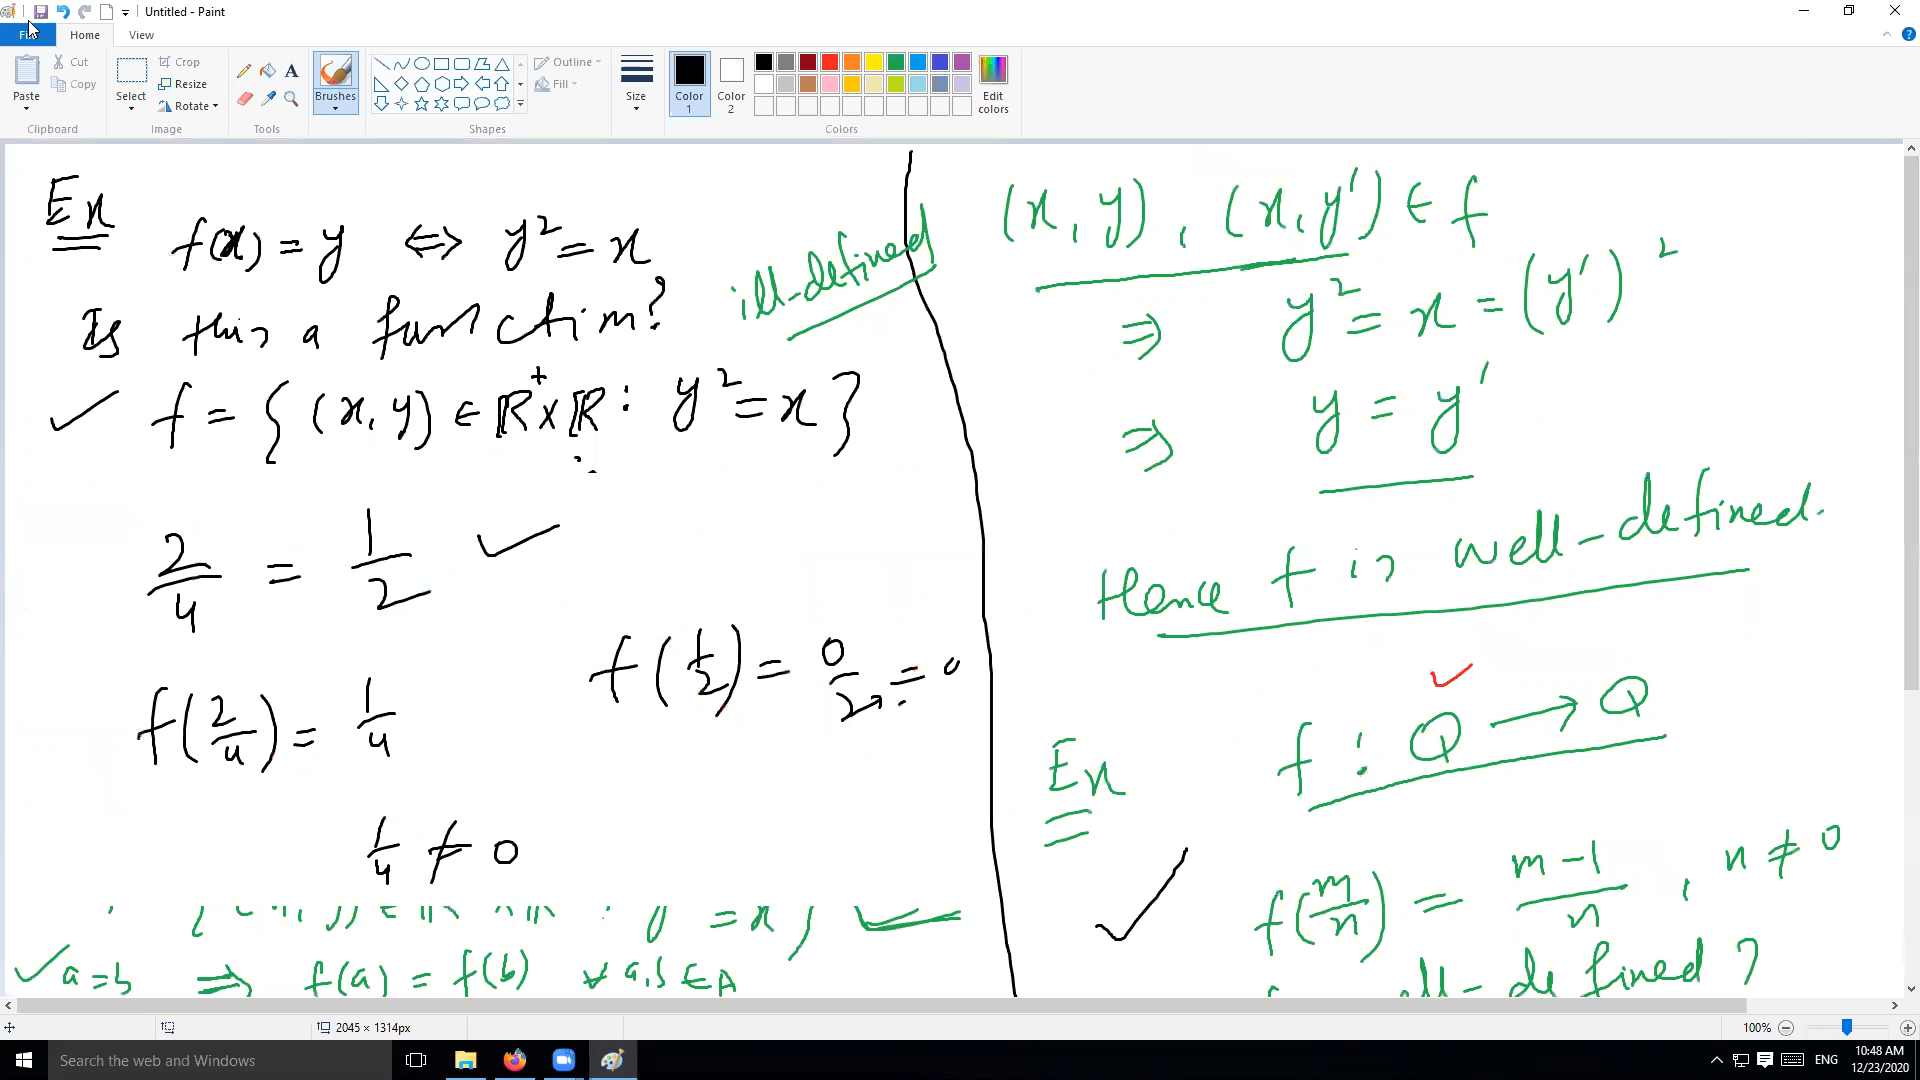 Untitled - Paint
File Home View
Paste Cut Copy Clipboard
Select Crop Resize Rotate Image
Tools
Brushes
Shapes Outline Fill
Size
Color 1 Color 2 Edit colors Colors
Ex
f(x) = y ⇔ y² = x
Is this a function?
ill-defined
✓ f = { (x, y) ∈ ℝ⁺ × ℝ : y² = x }
2/4 = 1/2 ✓
f(1/2) = 0/2 = 0
f(2/4) = 1/4
1/4 ≠ 0
= x } 
✓ a = b ⇒ f(a) = f(b) ∀ a, b ∈ A
(x, y), (x, y') ∈ f
⇒ y² = x = (y')²
⇒ y = y'
Hence f is well-defined.
Ex f : Q → Q
✓ f(m/n) = (m-1)/n , n ≠ 0
defined ?
2045 × 1314px
100%
Search the web and Windows
ENG
10:48 AM
12/23/2020